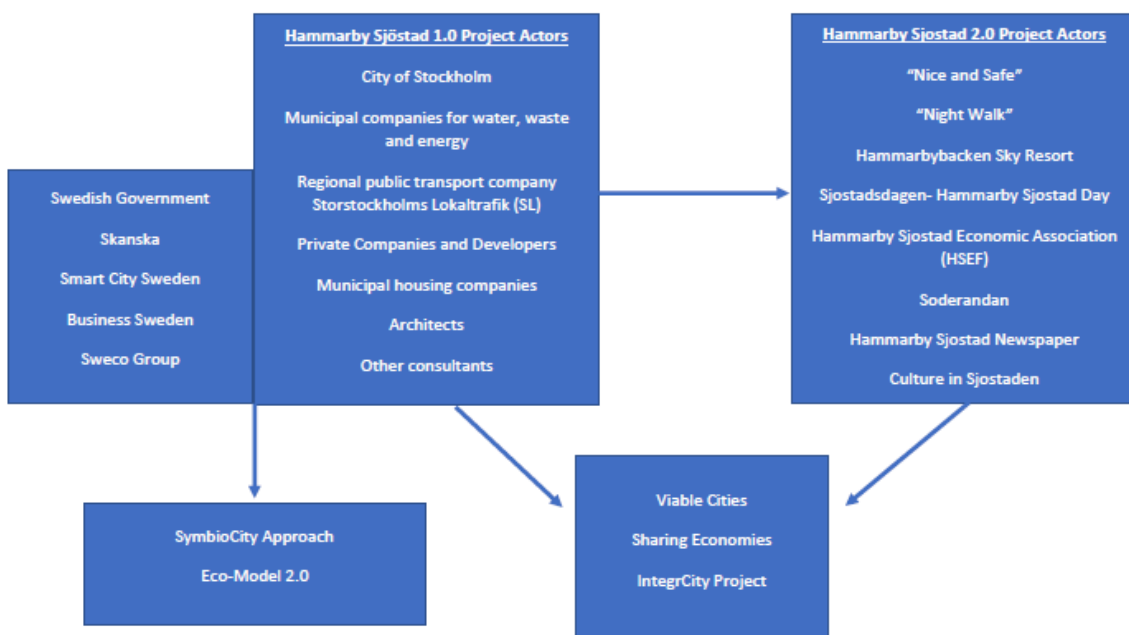 Hammarby Sjöstad 1.0 Project Actors
City of Stockholm
Municipal companies for water, waste
and energy
Regional public transport company
Storstockholms Lokaltrafik (SL)
Private Companies and Developers
Municipal housing companies
Architects
Other consultants
Hammarby Sjostad 2.0 Project Actors
“Nice and Safe”
“Night Walk”
Hammarbybacken Sky Resort
Sjostadsdagen- Hammarby Sjostad Day
Hammarby Sjostad Economic Association
(HSEF)
Soderandan
Hammarby Sjostad Newspaper
Culture in Sjostaden
Swedish Government
Skanska
Smart City Sweden
Business Sweden
Sweco Group
SymbioCity Approach
Eco-Model 2.0
Viable Cities
Sharing Economies
IntegrCity Project